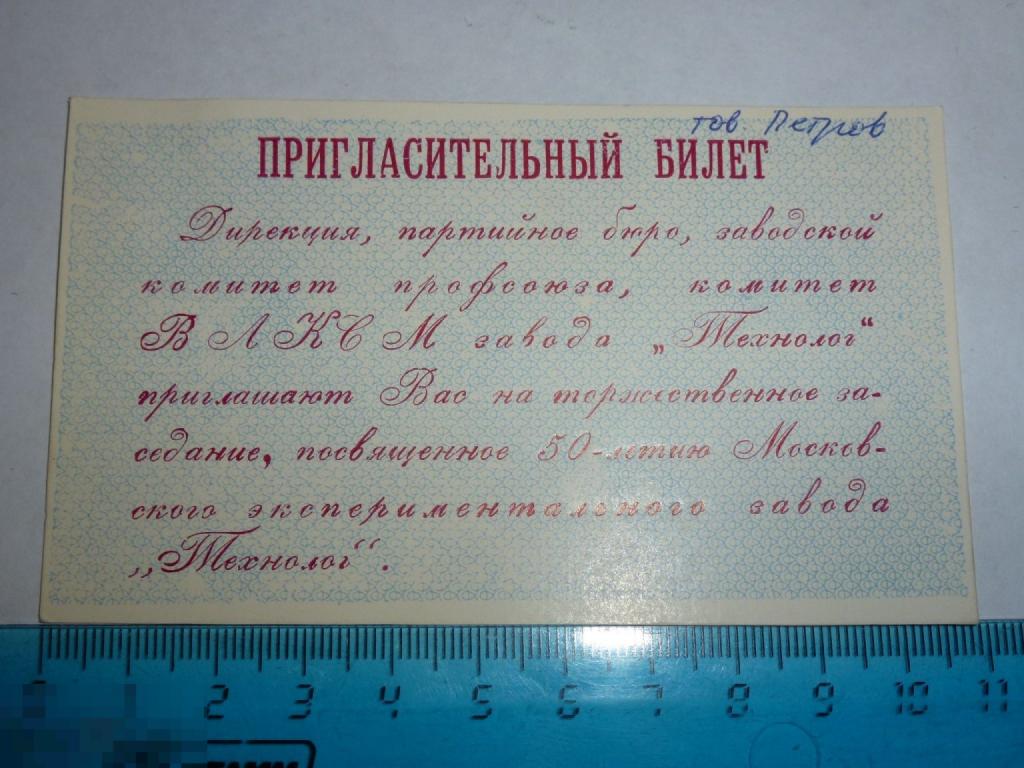 тов. Петров
ПРИГЛАСИТЕЛЬНЫЙ БИЛЕТ
Дирекция, партийное бюро, заводской
комитет профсоюза, комитет
ВЛКСМ завода „Технолог“
приглашают Вас на торжественное за-
седание, посвященное 50-летию Москов-
ского экспериментального завода
„Технолог“.
2 3 4 5 6 7 8 9 10 11